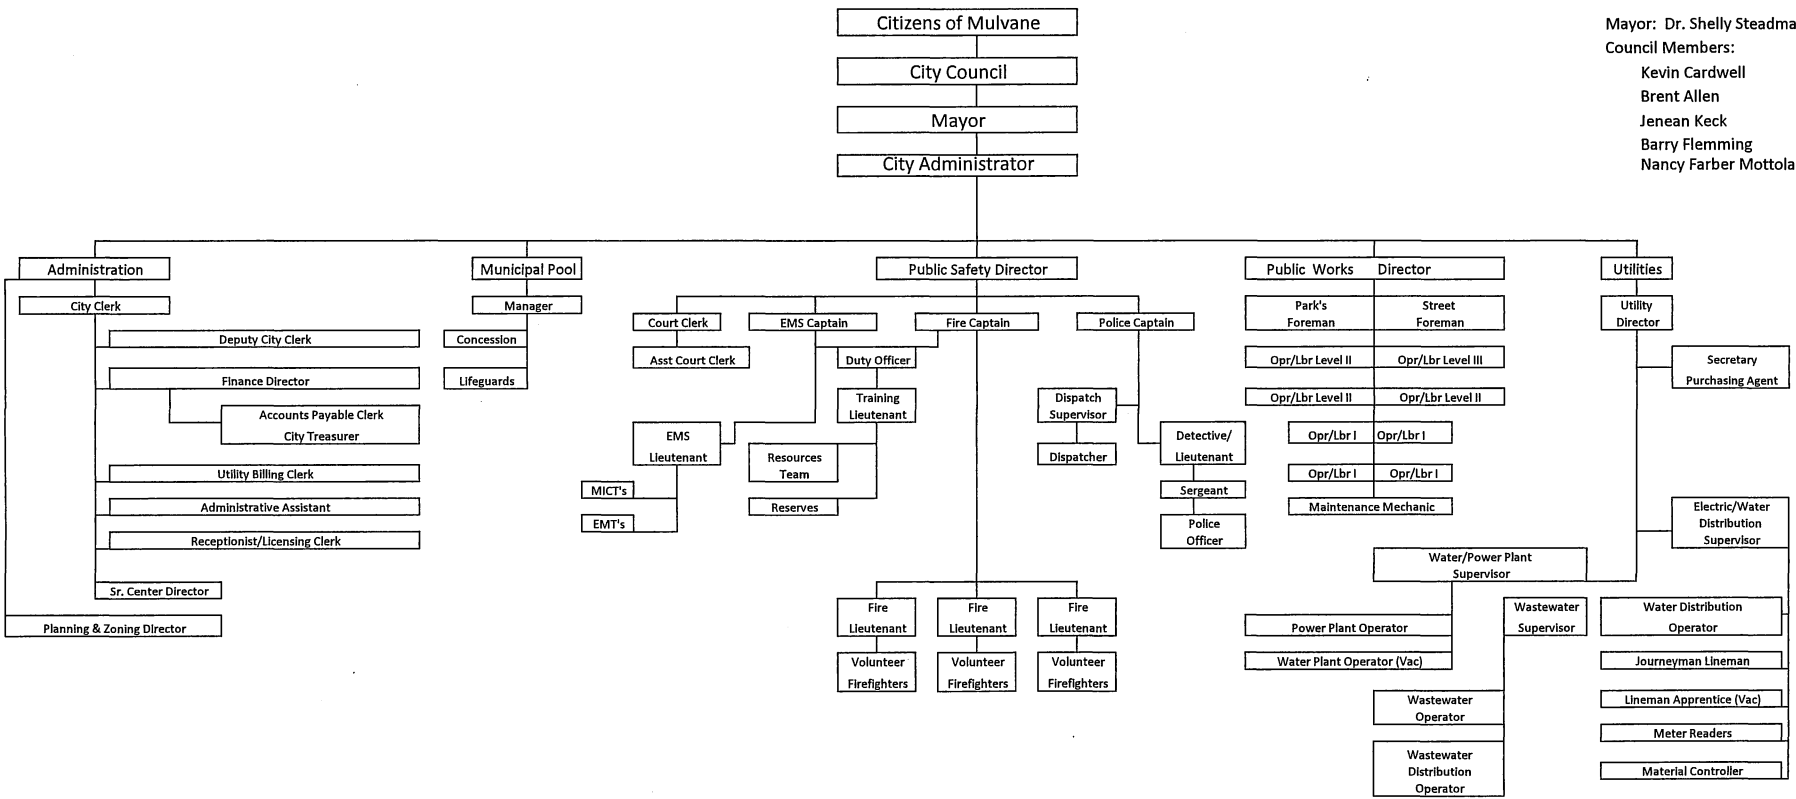 Citizens of Mulvane
City Council
Mayor
City Administrator
Mayor: Dr. Shelly Steadma
Council Members:
Kevin Cardwell
Brent Allen
Jenean Keck
Barry Flemming
Nancy Farber Mottola
Administration
City Clerk
Deputy City Clerk
Finance Director
Accounts Payable Clerk
City Treasurer
Utility Billing Clerk
Administrative Assistant
Receptionist/Licensing Clerk
Sr. Center Director
Planning & Zoning Director
Municipal Pool
Manager
Concession
Lifeguards
Public Safety Director
Court Clerk
Asst Court Clerk
EMS Captain
EMS
Lieutenant
MICT's
EMT's
Fire Captain
Duty Officer
Training
Lieutenant
Resources
Team
Reserves
Fire
Lieutenant
Volunteer
Firefighters
Fire
Lieutenant
Volunteer
Firefighters
Fire
Lieutenant
Volunteer
Firefighters
Police Captain
Dispatch
Supervisor
Dispatcher
Detective/
Lieutenant
Sergeant
Police
Officer
Public Works Director
Park's
Foreman
Street
Foreman
Opr/Lbr Level II
Opr/Lbr Level III
Opr/Lbr Level II
Opr/Lbr Level II
Opr/Lbr I
Opr/Lbr I
Opr/Lbr I
Opr/Lbr I
Maintenance Mechanic
Utilities
Utility
Director
Secretary
Purchasing Agent
Electric/Water
Distribution
Supervisor
Water/Power Plant
Supervisor
Power Plant Operator
Water Plant Operator (Vac)
Wastewater
Supervisor
Wastewater
Operator
Wastewater
Distribution
Operator
Water Distribution
Operator
Journeyman Lineman
Lineman Apprentice (Vac)
Meter Readers
Material Controller